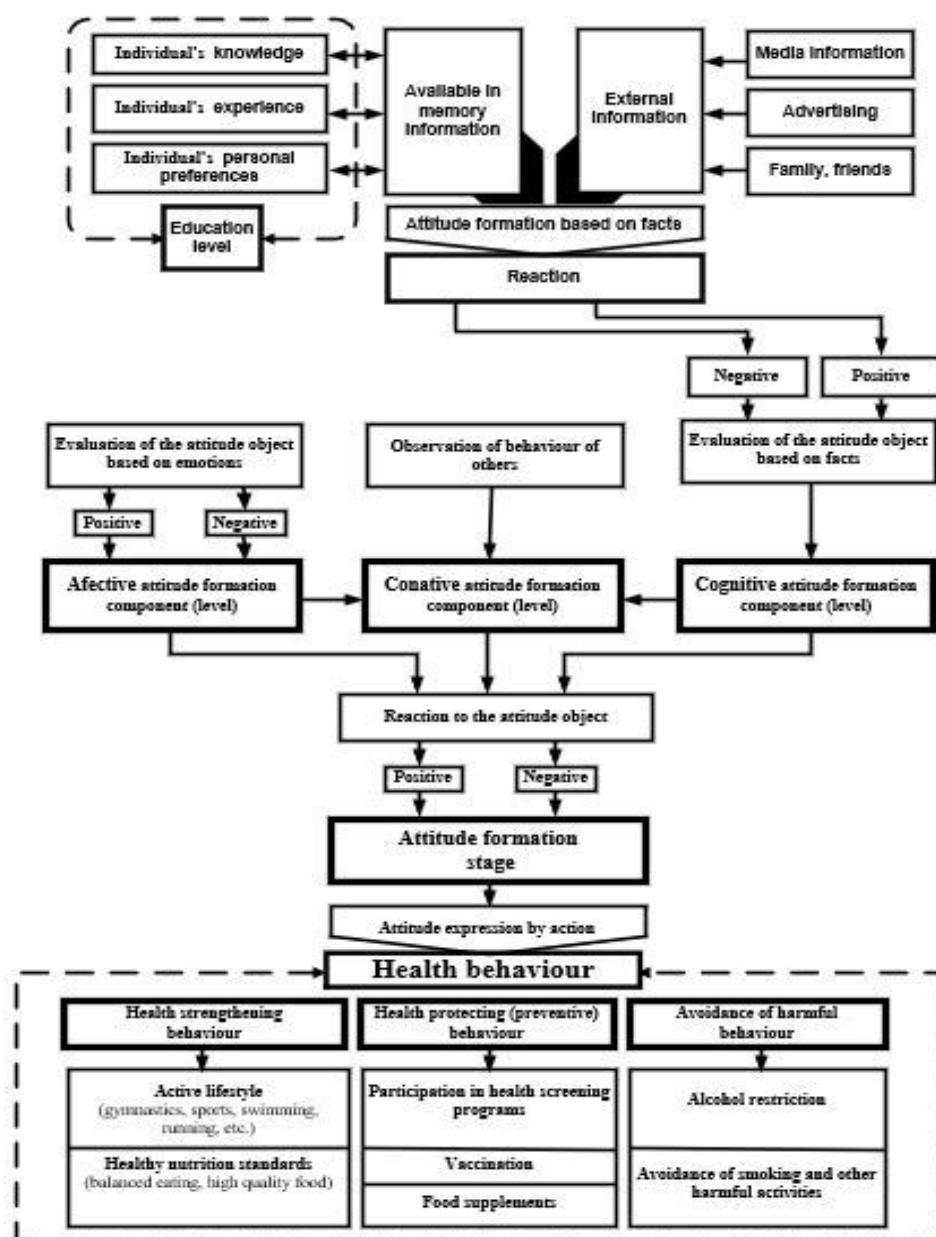 Individual's knowledge
Individual's experience
Individual's personal
preferences
Education
level
Available in
memory
information
External
information
Media information
Advertising
Family, friends
Attitude formation based on facts
Reaction
Negative
Positive
Evaluation of the attitude object
based on emotions
Observation of behaviour of
others
Evaluation of the attitude object
based on facts
Positive
Negative
Afective attitude formation
component (level)
Conative attitude formation
component (level)
Cognitive attitude formation
component (level)
Reaction to the attitude object
Positive
Negative
Attitude formation
stage
Attitude expression by action
Health behaviour
Health strengthening
behaviour
Health protecting (preventive)
behaviour
Avoidance of harmful
behaviour
Active lifestyle
(gymnastics, sports, swimming,
running, etc.)
Healthy nutrition standards
(balanced eating, high quality food)
Participation in health screening
programs
Vaccination
Food supplements
Alcohol restriction
Avoidance of smoking and other
harmful activities